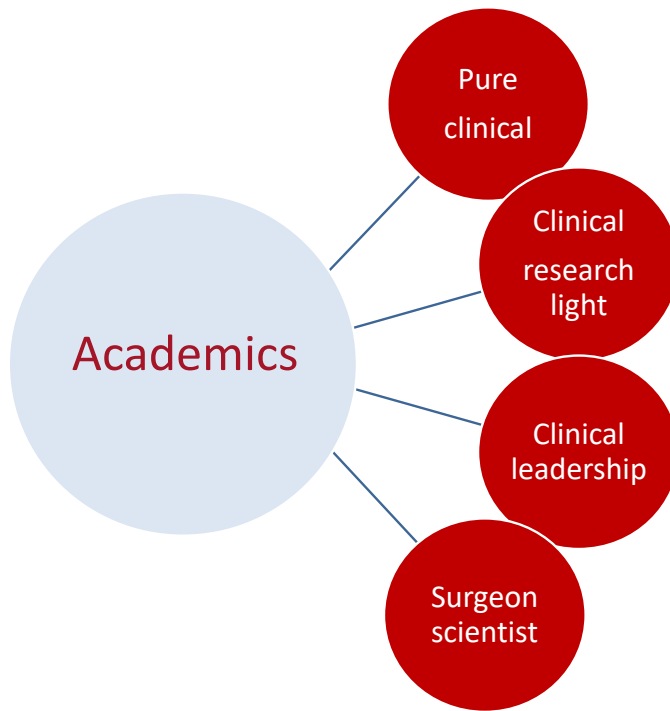 Pure
clinical
Clinical
research
light
Academics
Clinical
leadership
Surgeon
scientist